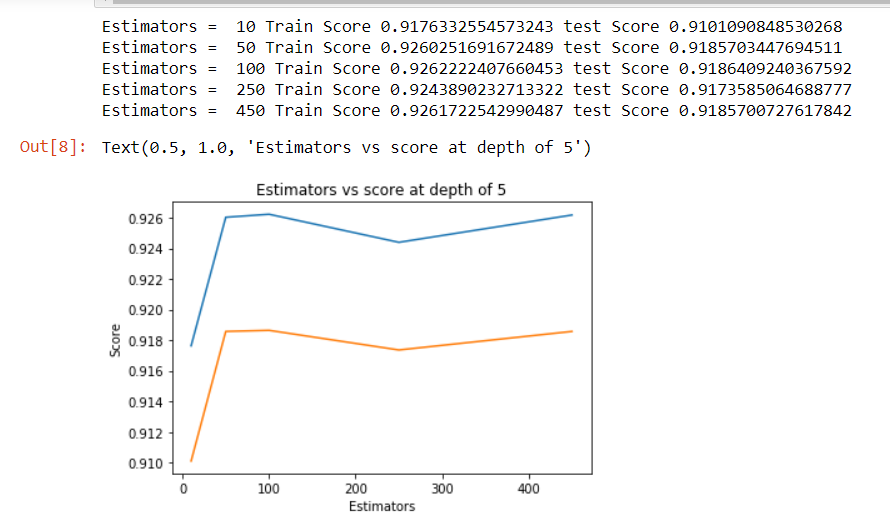 Estimators =  10 Train Score 0.9176332554573243 test Score 0.9101090848530268
Estimators =  50 Train Score 0.9260251691672489 test Score 0.9185703447694511
Estimators =  100 Train Score 0.9262222407660453 test Score 0.9186409240367592
Estimators =  250 Train Score 0.9243890232713322 test Score 0.9173585064688777
Estimators =  450 Train Score 0.9261722542990487 test Score 0.9185700727617842
Out[8]: Text(0.5, 1.0, 'Estimators vs score at depth of 5')
Estimators vs score at depth of 5
0.926
0.924
0.922
0.920
0.918
0.916
0.914
0.912
0.910
Score
0 100 200 300 400
Estimators